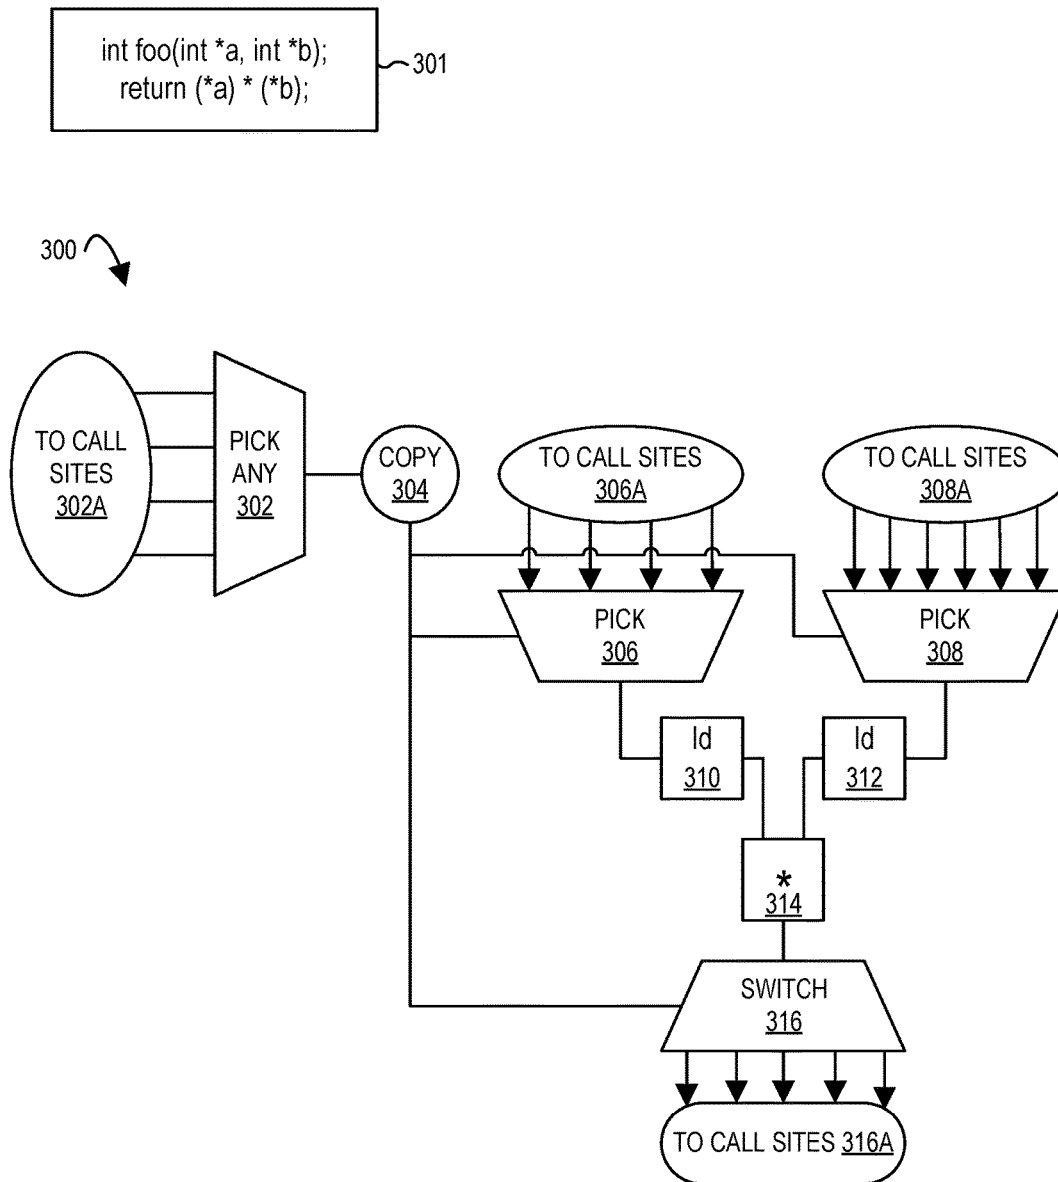 int foo(int *a, int *b);
return (*a) * (*b);
301
300
TO CALL
SITES
302A
PICK
ANY
302
COPY
304
TO CALL SITES
306A
TO CALL SITES
308A
PICK
306
PICK
308
ld
310
ld
312
*
314
SWITCH
316
TO CALL SITES 316A